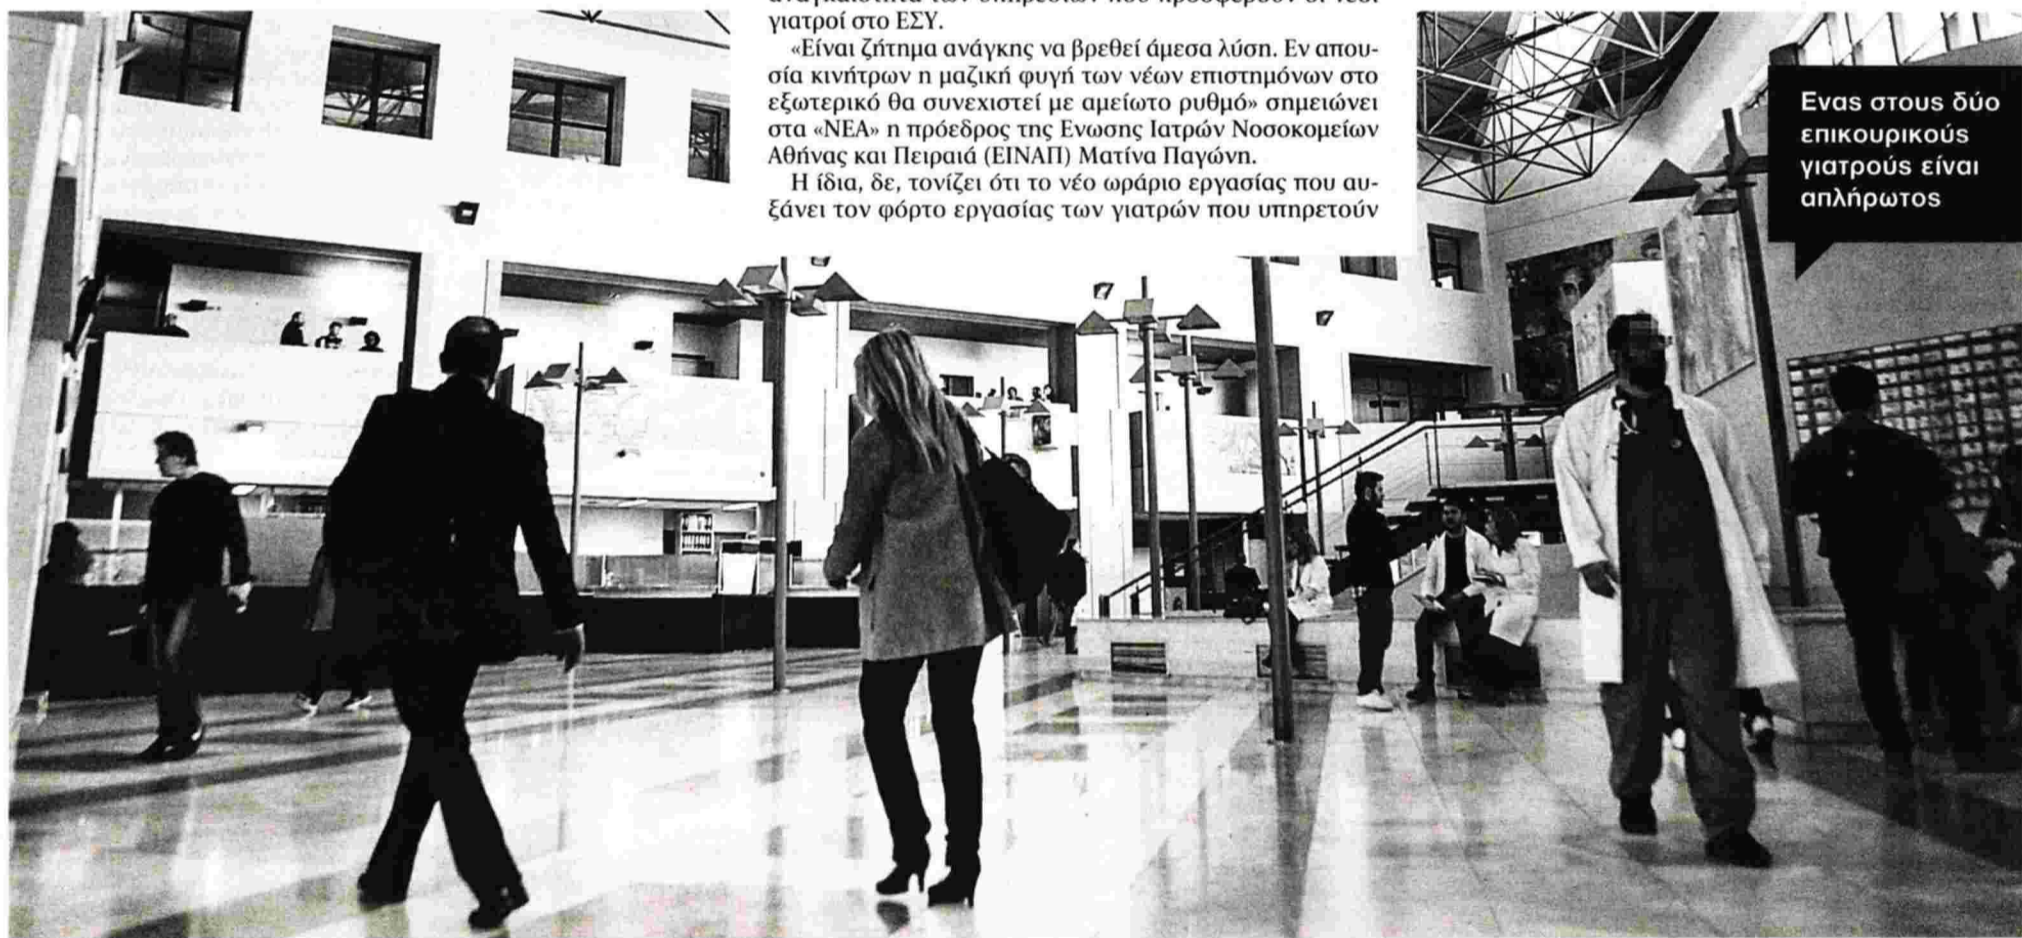 γιατροί στο ΕΣΥ.
«Είναι ζήτημα ανάγκης να βρεθεί άμεσα λύση. Εν απου-
σία κινήτρων η μαζική φυγή των νέων επιστημόνων στο
εξωτερικό θα συνεχιστεί με αμείωτο ρυθμό» σημειώνει
στα «ΝΕΑ» η πρόεδρος της Ενωσης Ιατρών Νοσοκομείων
Αθήνας και Πειραιά (ΕΙΝΑΠ) Ματίνα Παγώνη.
Η ίδια, δε, τονίζει ότι το νέο ωράριο εργασίας που αυ-
ξάνει τον φόρτο εργασίας των γιατρών που υπηρετούν
Ενας στους δύο
επικουρικούς
γιατρούς είναι
απλήρωτος